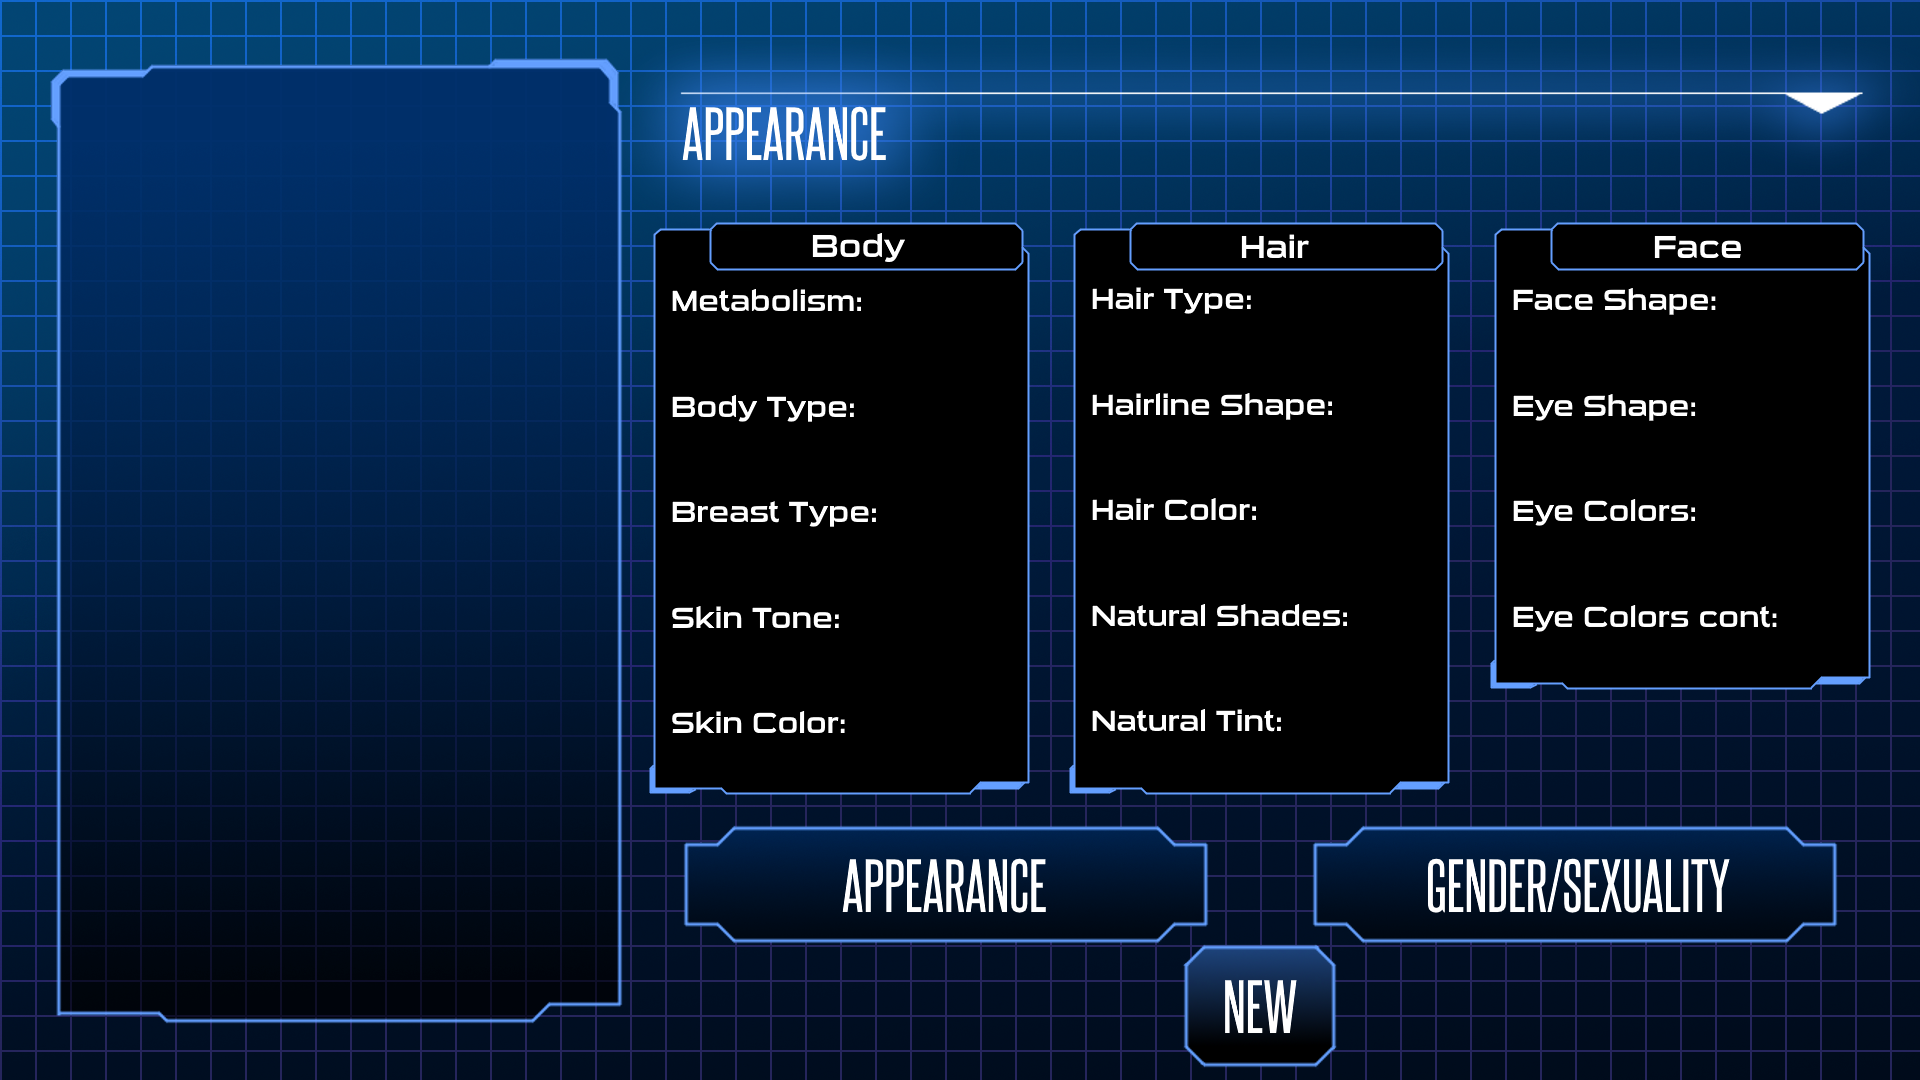 APPEARANCE
Body
Metabolism:
Body Type:
Breast Type:
Skin Tone:
Skin Color:
Hair
Hair Type:
Hairline Shape:
Hair Color:
Natural Shades:
Natural Tint:
Face
Face Shape:
Eye Shape:
Eye Colors:
Eye Colors cont:
APPEARANCE
GENDER/SEXUALITY
NEW